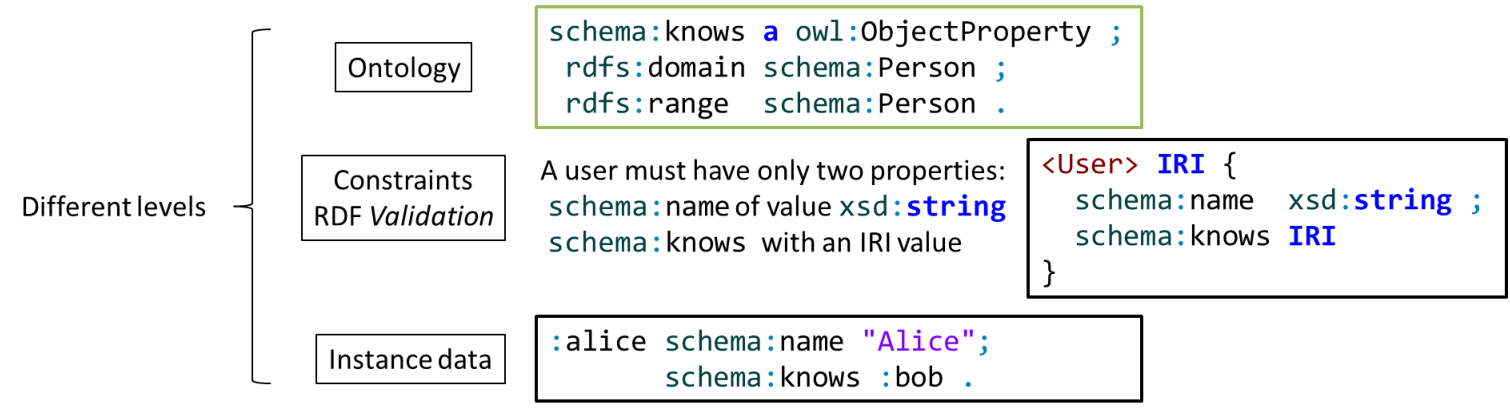 Different levels
Ontology
schema:knows a owl:ObjectProperty ;
rdfs:domain schema:Person ;
rdfs:range schema:Person .
Constraints
RDF Validation
A user must have only two properties:
schema:name of value xsd:string
schema:knows with an IRI value
<User> IRI {
schema:name xsd:string ;
schema:knows IRI
}
Instance data
:alice schema:name "Alice";
schema:knows :bob .